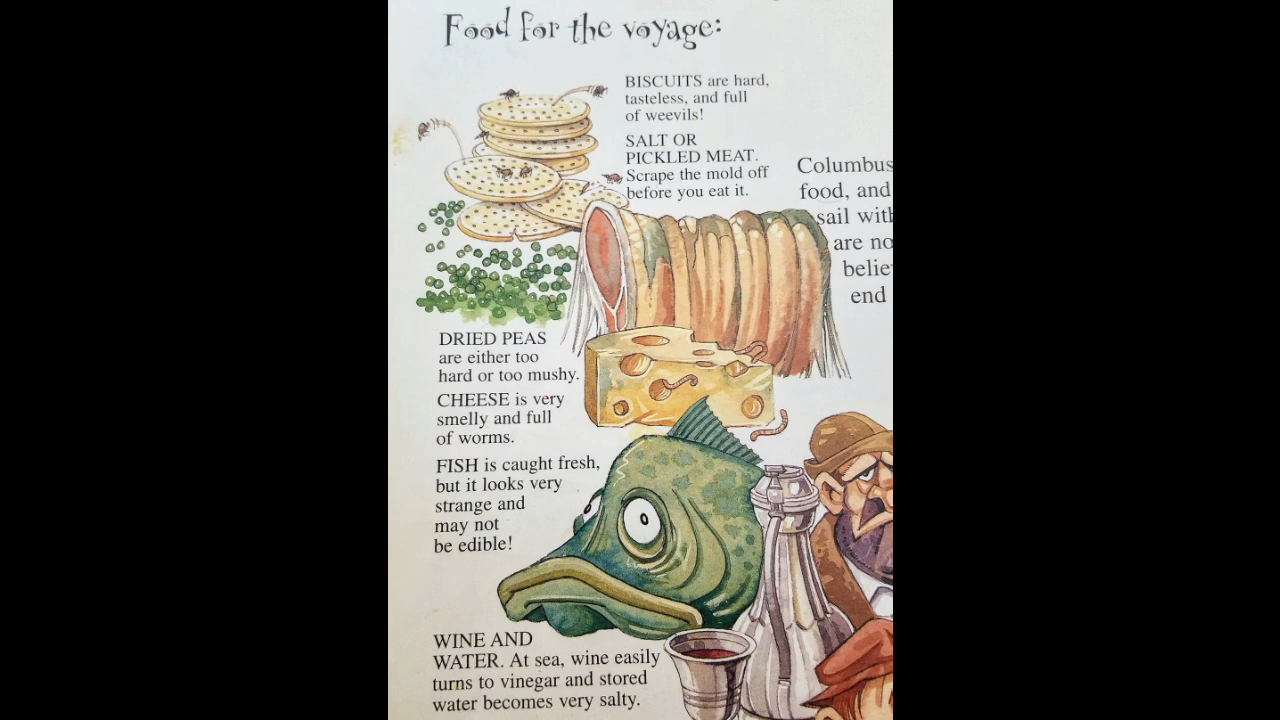 Food for the voyage:
BISCUITS are hard,
tasteless, and full
of weevils!
SALT OR
PICKLED MEAT.
Scrape the mold off
before you eat it.
Columbus
food, and
sail with
are no
belie
end
DRIED PEAS
are either too
hard or too mushy.
CHEESE is very
smelly and full
of worms.
FISH is caught fresh,
but it looks very
strange and
may not
be edible!
WINE AND
WATER. At sea, wine easily
turns to vinegar and stored
water becomes very salty.